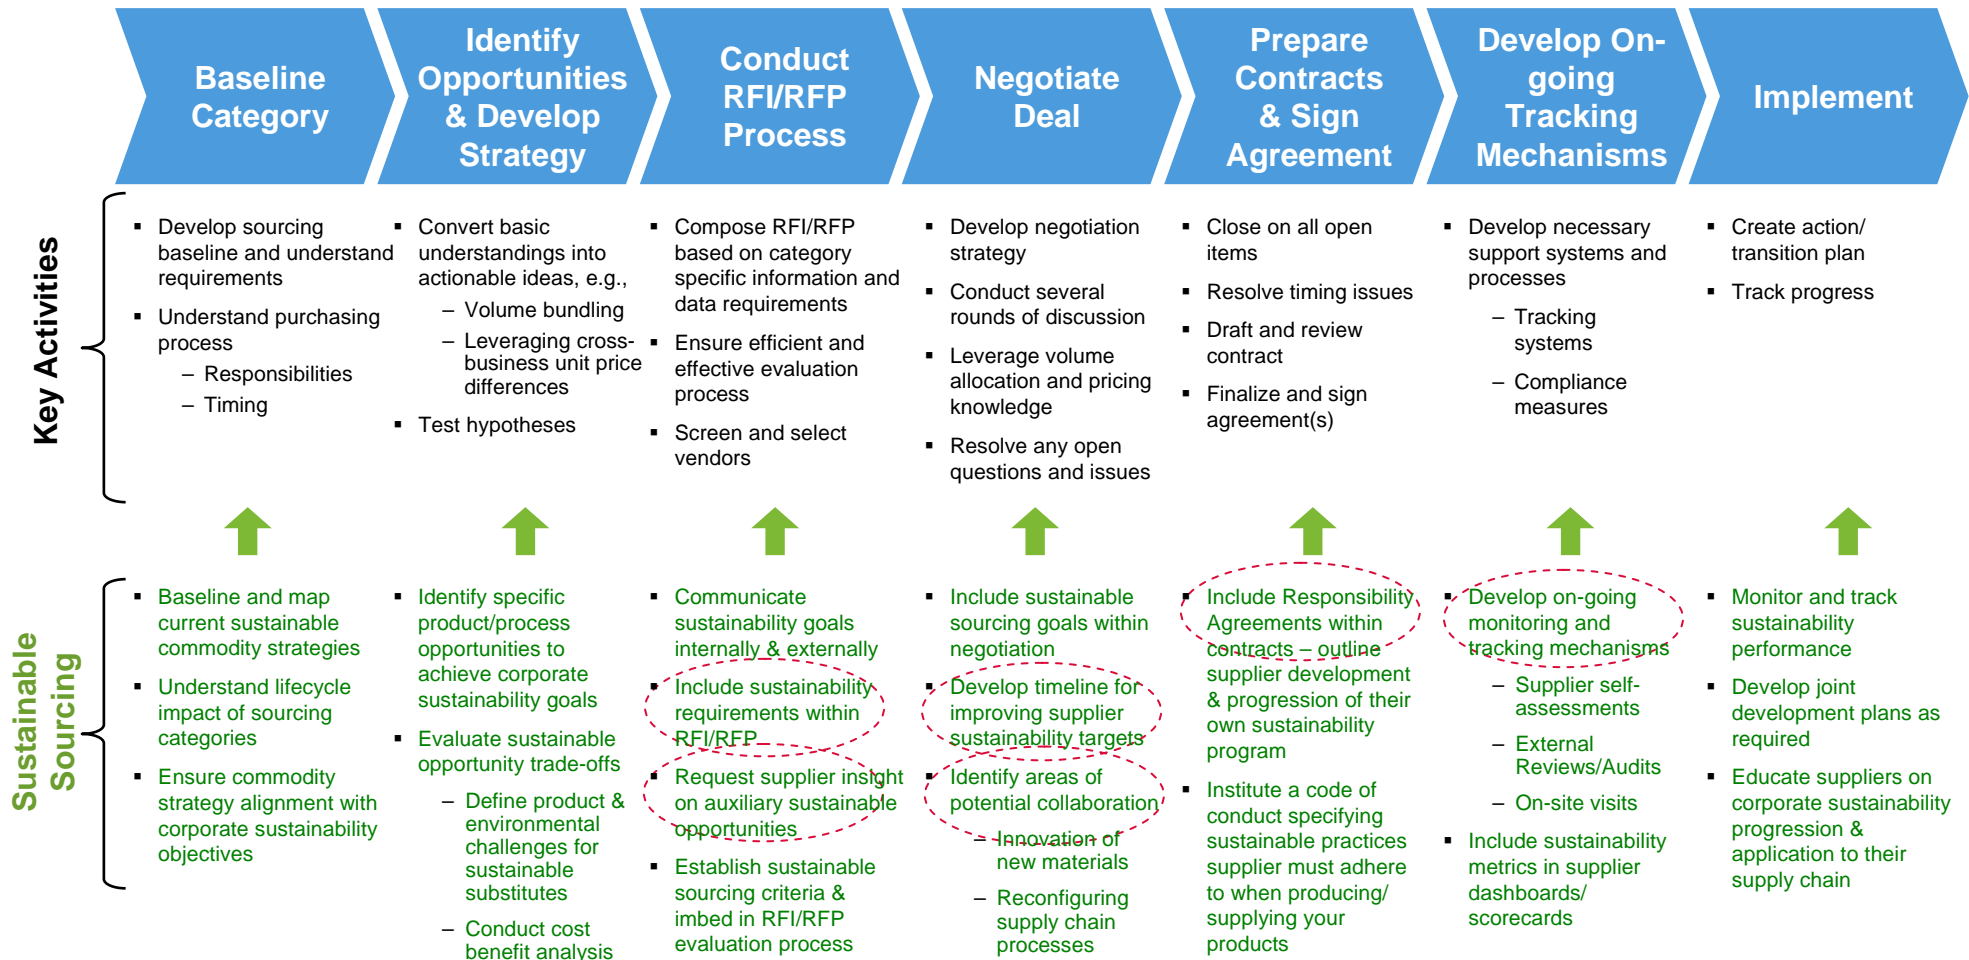 Baseline
Category
Identify
Opportunities
& Develop
Strategy
Conduct
RFI/RFP
Process
Negotiate
Deal
Prepare
Contracts
& Sign
Agreement
Develop On-
going
Tracking
Mechanisms
Implement
Key Activities
▪ Develop sourcing
baseline and understand
requirements
▪ Understand purchasing
process
– Responsibilities
– Timing
▪ Convert basic
understandings into
actionable ideas, e.g.,
– Volume bundling
– Leveraging cross-
business unit price
differences
▪ Test hypotheses
▪ Compose RFI/RFP
based on category
specific information and
data requirements
▪ Ensure efficient and
effective evaluation
process
▪ Screen and select
vendors
▪ Develop negotiation
strategy
▪ Conduct several
rounds of discussion
▪ Leverage volume
allocation and pricing
knowledge
▪ Resolve any open
questions and issues
▪ Close on all open
items
▪ Resolve timing issues
▪ Draft and review
contract
▪ Finalize and sign
agreement(s)
▪ Develop necessary
support systems and
processes
– Tracking
systems
– Compliance
measures
▪ Create action/
transition plan
▪ Track progress
Sustainable
Sourcing
▪ Baseline and map
current sustainable
commodity strategies
▪ Understand lifecycle
impact of sourcing
categories
▪ Ensure commodity
strategy alignment with
corporate sustainability
objectives
▪ Identify specific
product/process
opportunities to
achieve corporate
sustainability goals
▪ Evaluate sustainable
opportunity trade-offs
– Define product &
environmental
challenges for
sustainable
substitutes
– Conduct cost
benefit analysis
▪ Communicate
sustainability goals
internally & externally
▪ Include sustainability
requirements within
RFI/RFP
▪ Request supplier insight
on auxiliary sustainable
opportunities
▪ Establish sustainable
sourcing criteria &
imbed in RFI/RFP
evaluation process
▪ Include sustainable
sourcing goals within
negotiation
▪ Develop timeline for
improving supplier
sustainability targets
▪ Identify areas of
potential collaboration
– Innovation of
new materials
– Reconfiguring
supply chain
processes
▪ Include Responsibility
Agreements within
contracts – outline
supplier development
& progression of their
own sustainability
program
▪ Institute a code of
conduct specifying
sustainable practices
supplier must adhere
to when producing/
supplying your
products
▪ Develop on-going
monitoring and
tracking mechanisms
– Supplier self-
assessments
– External
Reviews/Audits
– On-site visits
▪ Include sustainability
metrics in supplier
dashboards/
scorecards
▪ Monitor and track
sustainability
performance
▪ Develop joint
development plans as
required
▪ Educate suppliers on
corporate sustainability
progression &
application to their
supply chain